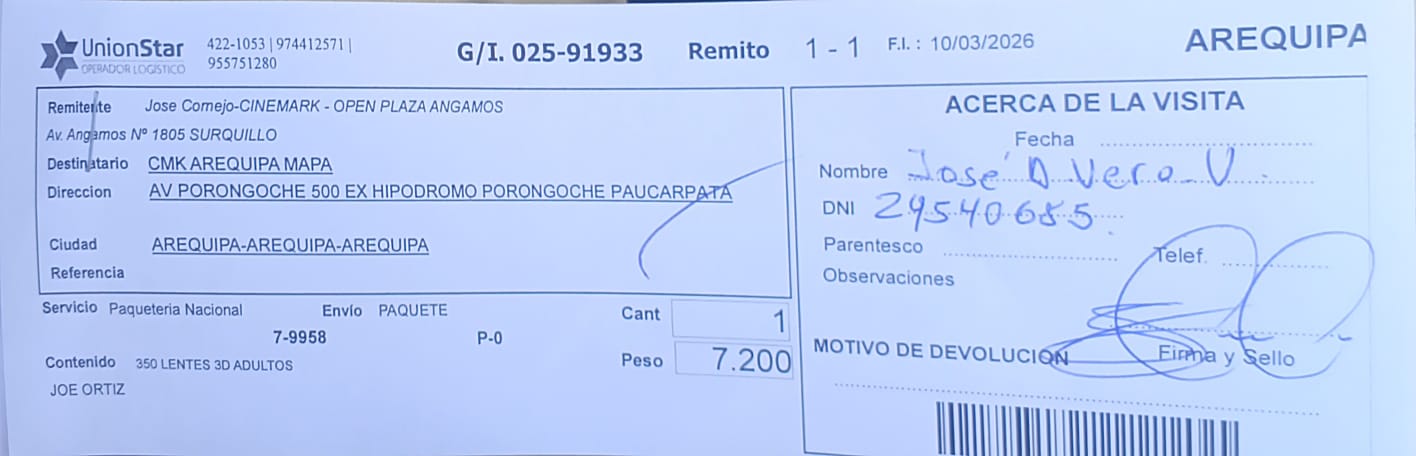 UnionStar
OPERADOR LOGÍSTICO
422-1053 | 974412571 |
955751280
G/I. 025-91933 Remito 1 - 1 F.I. : 10/03/2026 AREQUIPA
Remitente Jose Cornejo-CINEMARK - OPEN PLAZA ANGAMOS
Av. Angamos Nº 1805 SURQUILLO
Destinatario CMK AREQUIPA MAPA
Direccion AV PORONGOCHE 500 EX HIPODROMO PORONGOCHE PAUCARPATA
Ciudad AREQUIPA-AREQUIPA-AREQUIPA
Referencia
Servicio Paqueteria Nacional Envío PAQUETE Cant 1
7-9958 P-0
Contenido 350 LENTES 3D ADULTOS Peso 7.200
JOE ORTIZ
ACERCA DE LA VISITA
Fecha
Nombre José D Vera V.
DNI 29540685
Parentesco Telef.
Observaciones
MOTIVO DE DEVOLUCION Firma y Sello